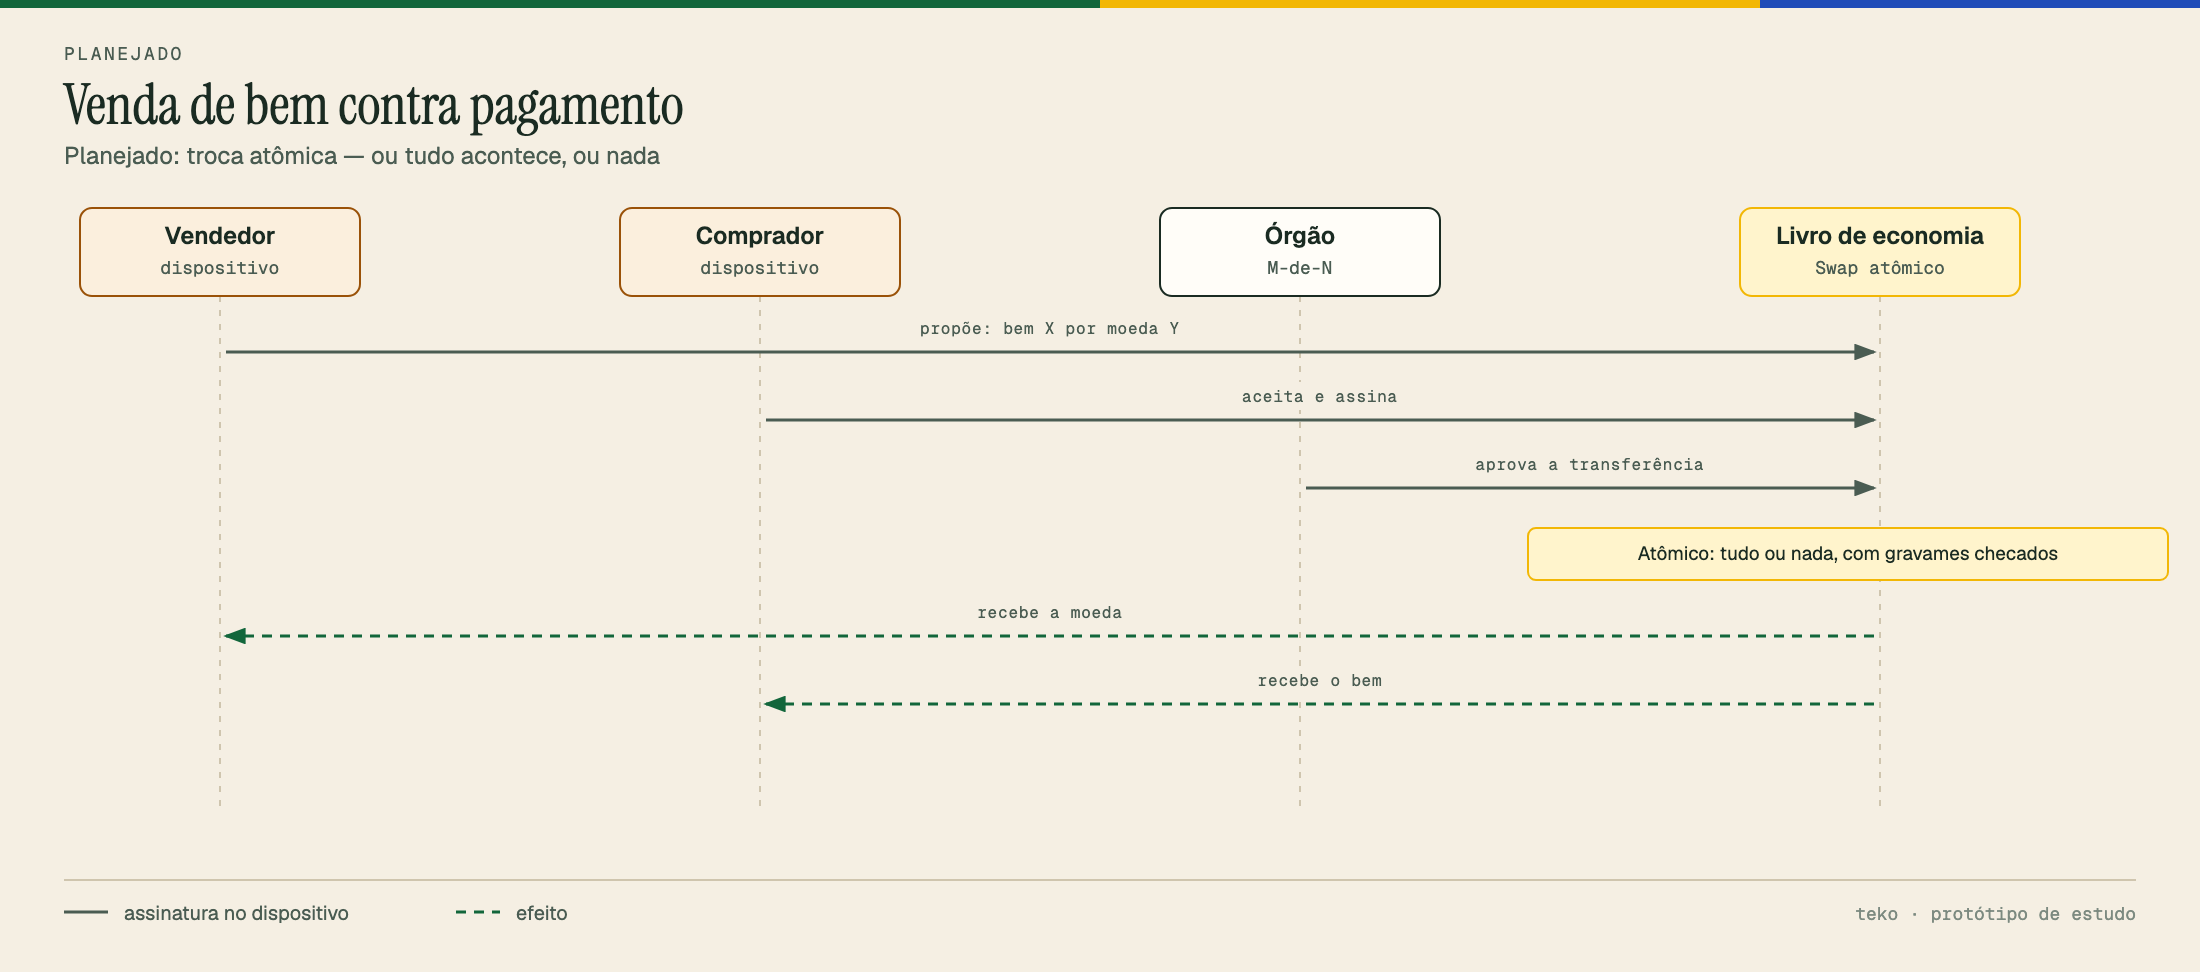 PLANEJADO
Venda de bem contra pagamento
Planejado: troca atômica — ou tudo acontece, ou nada
Vendedor
dispositivo
Comprador
dispositivo
Órgão
M-de-N
Livro de economia
Swap atômico
propõe: bem X por moeda Y
aceita e assina
aprova a transferência
Atômico: tudo ou nada, com gravames checados
recebe a moeda
recebe o bem
assinatura no dispositivo
efeito
teko · protótipo de estudo